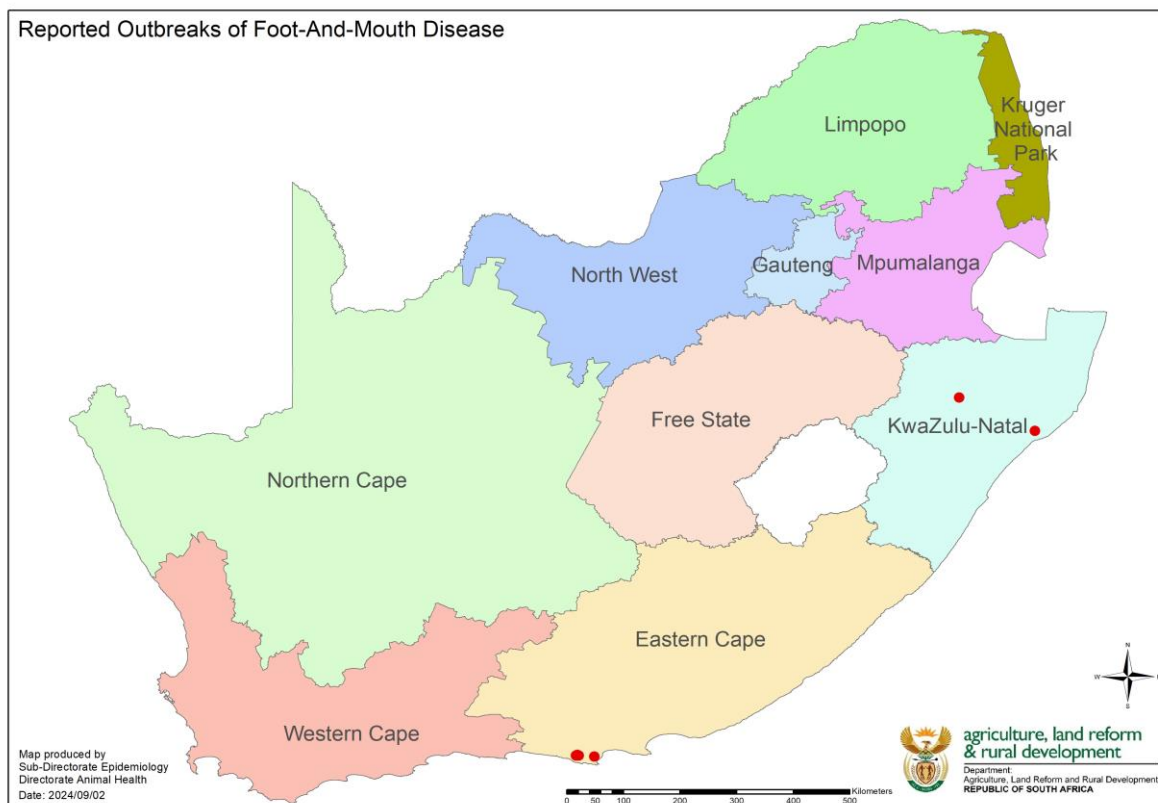 Reported Outbreaks of Foot-And-Mouth Disease
Limpopo
Kruger
National
Park
North West
Gauteng
Mpumalanga
Free State
KwaZulu-Natal
Northern Cape
Eastern Cape
Western Cape
N
W
E
S
Map produced by
Sub-Directorate Epidemiology
Directorate Animal Health
Date: 2024/09/02
Kilometers
0 50 100 200 300 400 500
agriculture, land reform
& rural development
Department:
Agriculture, Land Reform and Rural Development
REPUBLIC OF SOUTH AFRICA